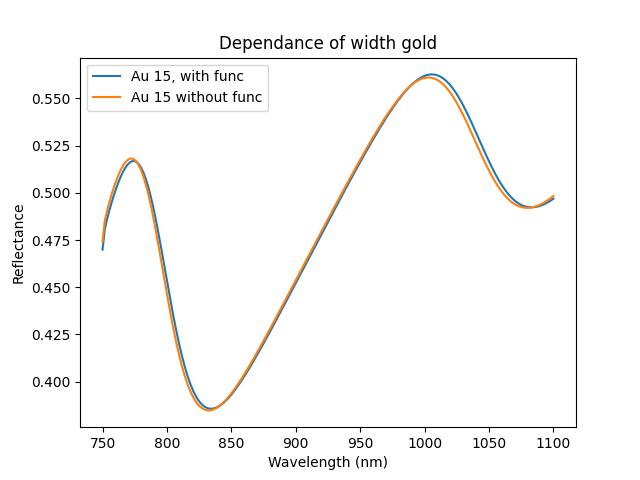 Dependance of width gold
Au 15, with func
Au 15 without func
Reflectance
0.550
0.525
0.500
0.475
0.450
0.425
0.400
750 800 850 900 950 1000 1050 1100
Wavelength (nm)